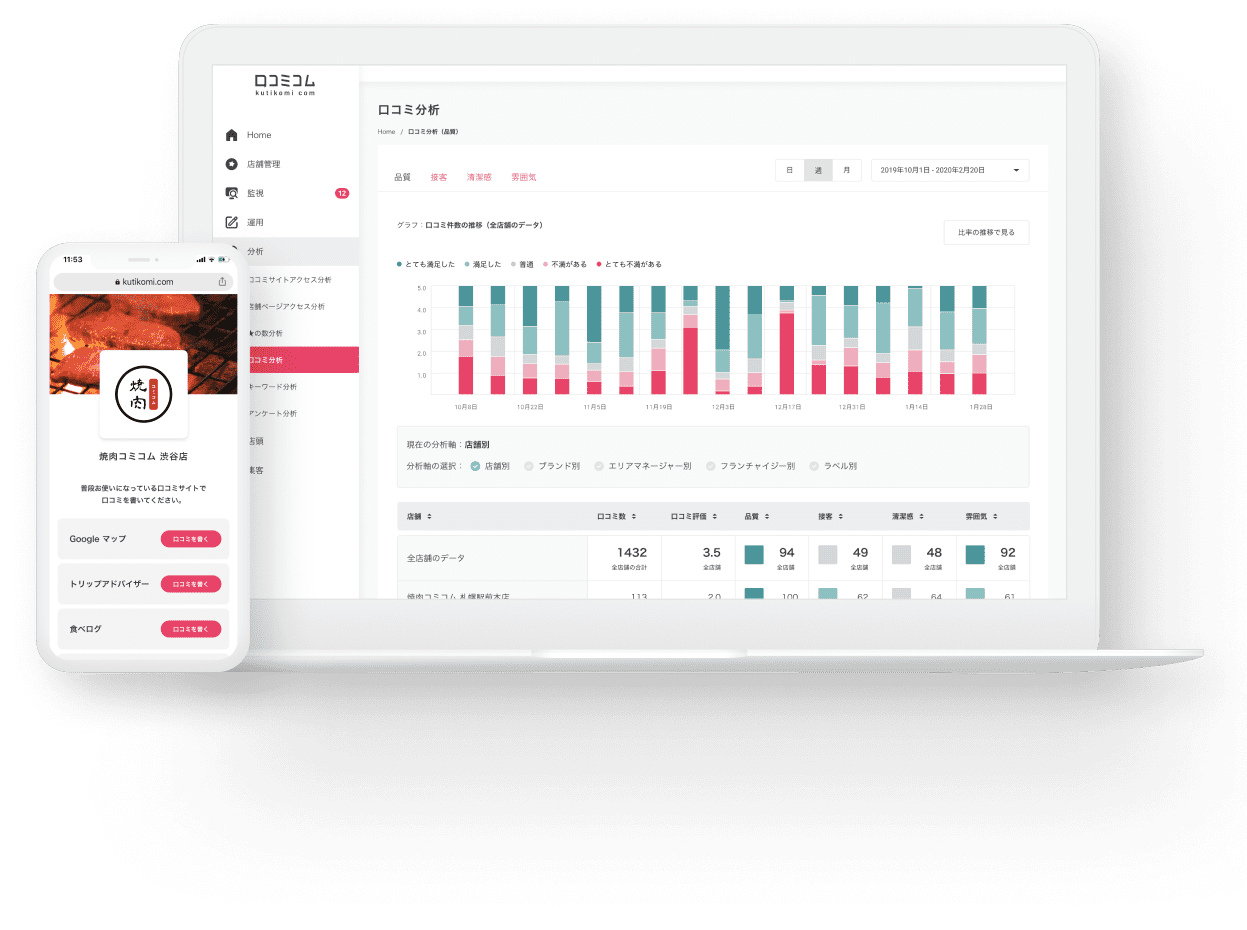 口コミコム
kutikomi com
Home
店舗管理
監視
12
運用
分析
口コミサイトアクセス分析
店舗ページアクセス分析
★の数分析
口コミ分析
キーワード分析
アンケート分析
店頭
集客
口コミ分析
Home / 口コミ分析（品質）
品質 接客 清潔感 雰囲気
日 週 月
2019年10月1日 - 2020年2月20日
グラフ：口コミ件数の推移（全店舗のデータ）
比率の推移で見る
とても満足した 満足した 普通 不満がある とても不満がある
5.0
4.0
3.0
2.0
1.0
10月8日 10月22日 11月5日 11月19日 12月3日 12月17日 12月31日 1月14日 1月28日
現在の分析軸：店舗別
分析軸の選択： 店舗別 ブランド別 エリアマネージャー別 フランチャイジー別 ラベル別
店舗 口コミ数 口コミ評価 品質 接客 清潔感 雰囲気
全店舗のデータ 1432 3.5 94 49 48 92
全店舗の合計 全店舗 全店舗 全店舗 全店舗 全店舗
焼肉コミコム 札幌駅前本店 113 2.0 100 62 64 61
11:53
kutikomi.com
焼肉
コミコム
焼肉コミコム 渋谷店
普段お使いになっている口コミサイトで
口コミを書いてください。
Google マップ 口コミを書く
トリップアドバイザー 口コミを書く
食べログ 口コミを書く